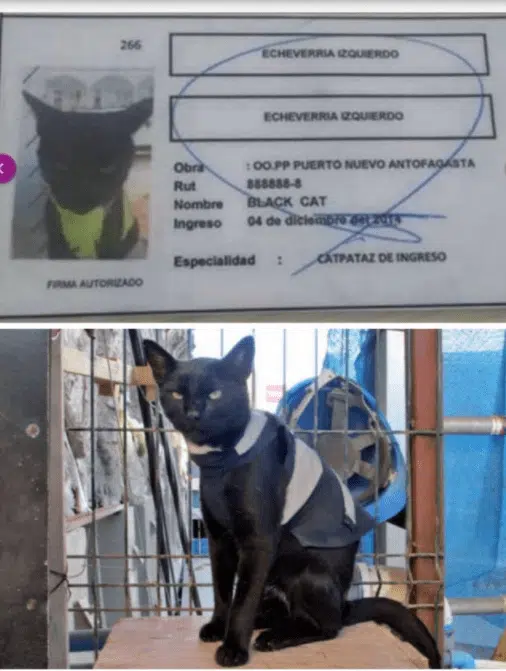 266
ECHEVERRIA IZQUIERDO
ECHEVERRIA IZQUIERDO
Obra : OO.PP PUERTO NUEVO ANTOFAGASTA
Rut 888888-8
Nombre BLACK CAT
Ingreso 04 de diciembre del 2014
Especialidad : CATPATAZ DE INGRESO
FIRMA AUTORIZADO